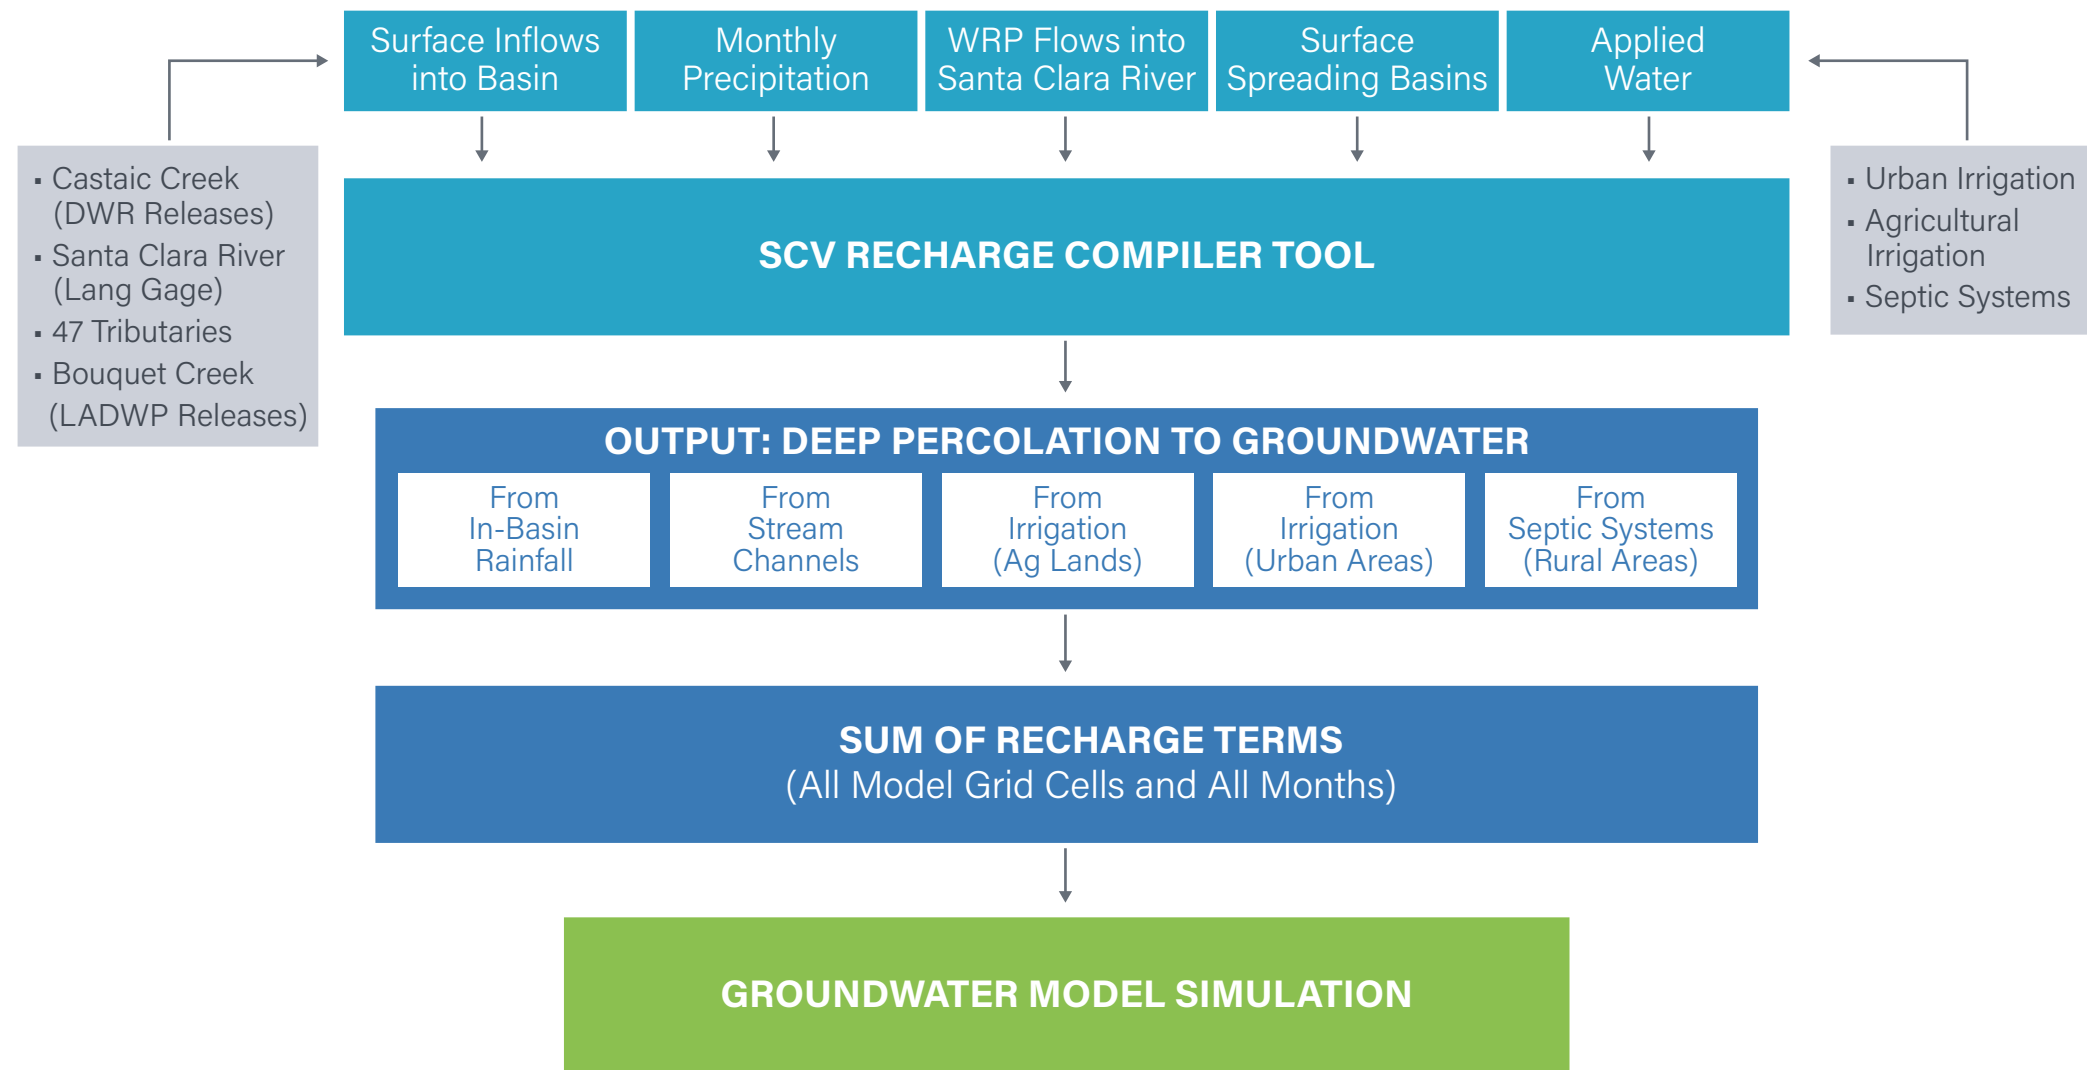 Surface Inflows
into Basin
Monthly
Precipitation
WRP Flows into
Santa Clara River
Surface
Spreading Basins
Applied
Water
▪ Castaic Creek
(DWR Releases)
▪ Santa Clara River
(Lang Gage)
▪ 47 Tributaries
▪ Bouquet Creek
(LADWP Releases)
▪ Urban Irrigation
▪ Agricultural
Irrigation
▪ Septic Systems
SCV RECHARGE COMPILER TOOL
OUTPUT: DEEP PERCOLATION TO GROUNDWATER
From
In-Basin
Rainfall
From
Stream
Channels
From
Irrigation
(Ag Lands)
From
Irrigation
(Urban Areas)
From
Septic Systems
(Rural Areas)
SUM OF RECHARGE TERMS
(All Model Grid Cells and All Months)
GROUNDWATER MODEL SIMULATION